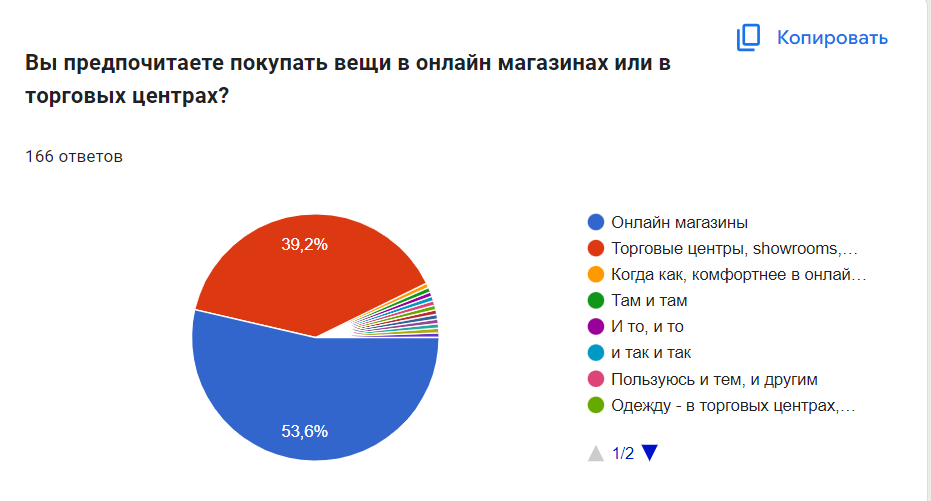 Копировать
Вы предпочитаете покупать вещи в онлайн магазинах или в
торговых центрах?
166 ответов
39,2%
53,6%
Онлайн магазины
Торговые центры, showrooms,…
Когда как, комфортнее в онлай…
Там и там
И то, и то
и так и так
Пользуюсь и тем, и другим
Одежду - в торговых центрах,…
1/2